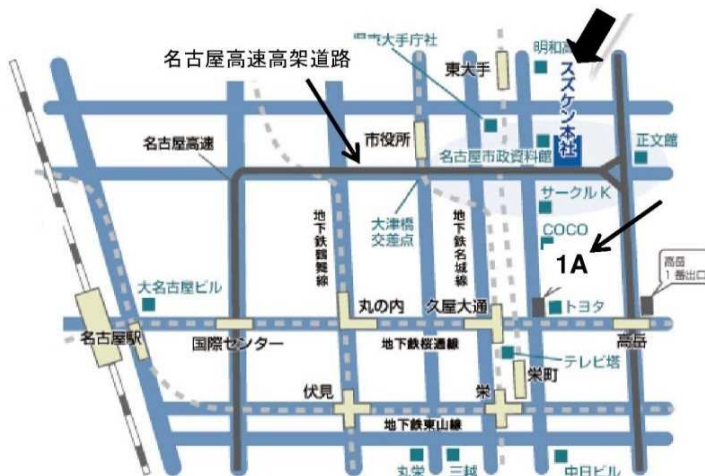 明和高
東大手
県東大手庁社
名古屋高速高架道路
スズケン本社
市役所
名古屋市政資料館
正文館
名古屋高速
サークルK
大津橋
交差点
COCO
地下鉄鶴舞線
地下鉄名城線
1A
高岳
1番出口
大名古屋ビル
丸の内
久屋大通
トヨタ
名古屋駅
国際センター
地下鉄桜通線
高岳
テレビ塔
栄町
伏見
栄
地下鉄東山線
丸栄
三越
中日ビル